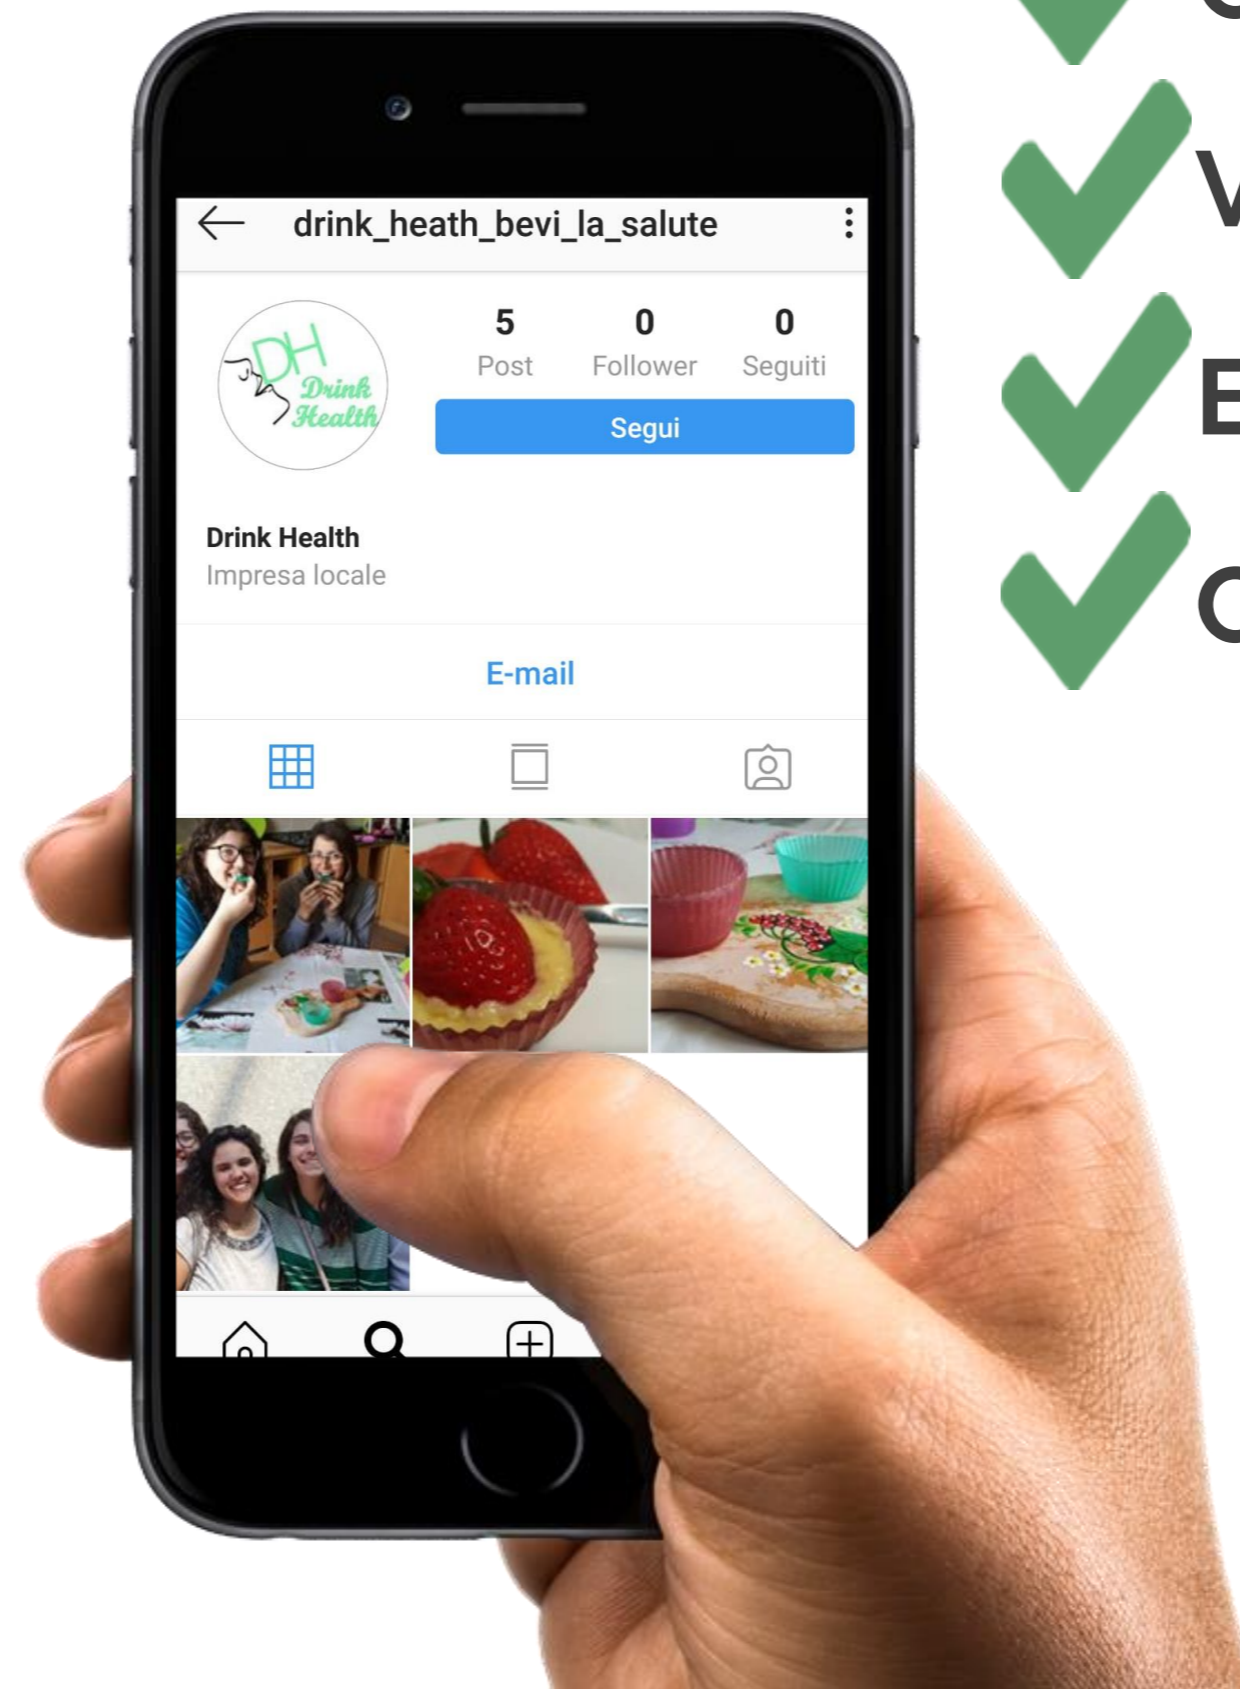 drink_heath_bevi_la_salute
DH
Drink
Health
5 0 0
Post Follower Seguiti
Segui
Drink Health
Impresa locale
E-mail
V
E